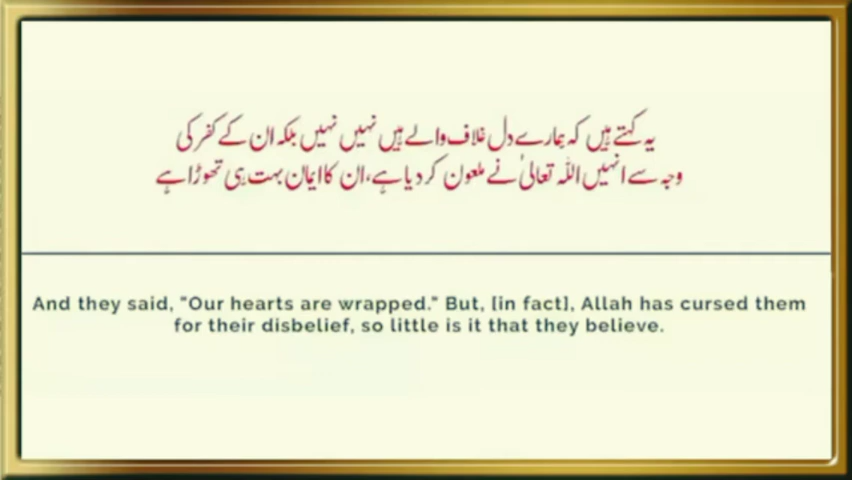 یہ کہتے ہیں کہ ہمارے دل غلاف والے ہیں نہیں نہیں بلکہ ان کے کفر کی
وجہ سے انہیں اللہ تعالیٰ نے ملعون کردیا ہے،ان کا ایمان بہت ہی تھوڑا ہے
And they said, "Our hearts are wrapped." But, [in fact], Allah has cursed them
for their disbelief, so little is it that they believe.